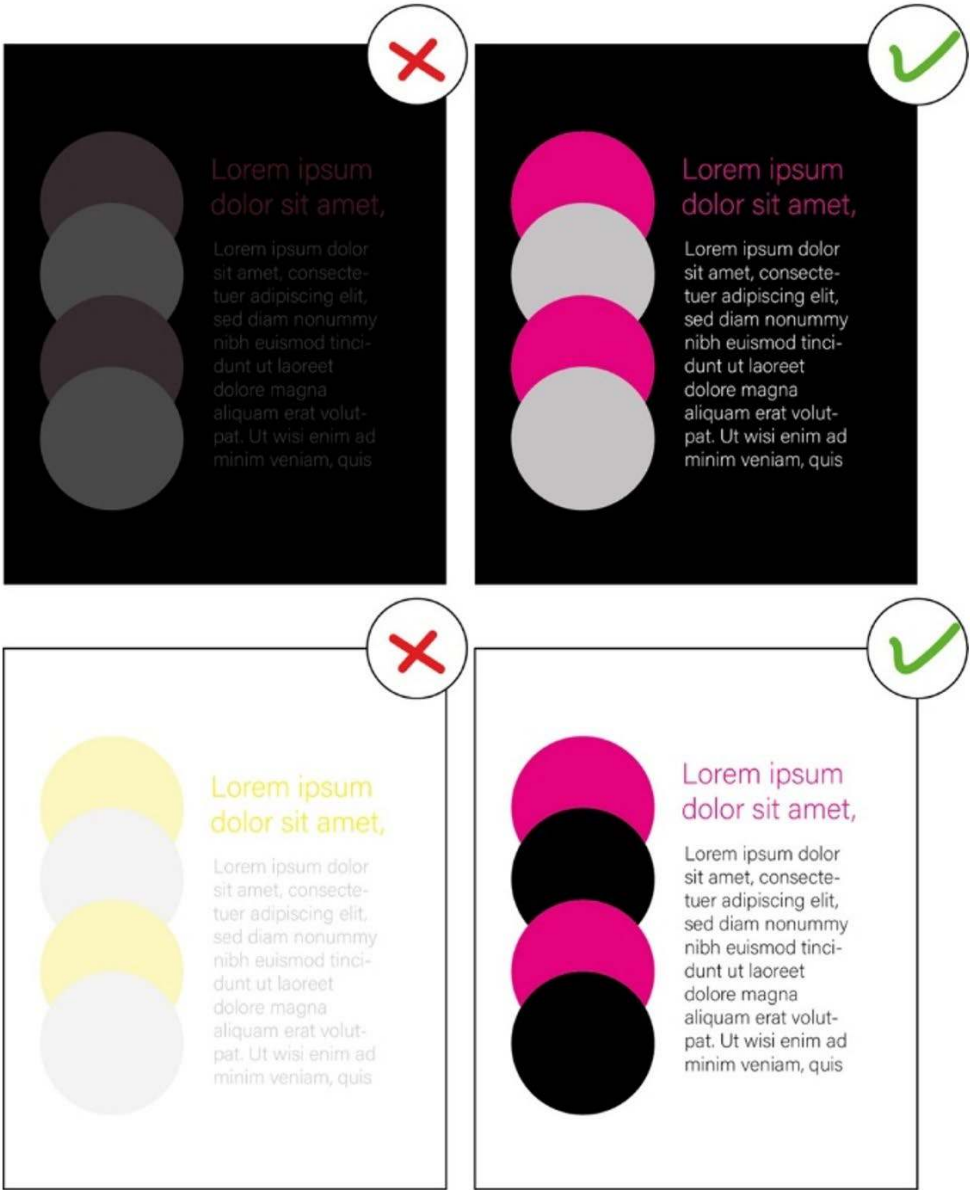 Lorem ipsum
dolor sit amet,
Lorem ipsum dolor
sit amet, consecte-
tuer adipiscing elit,
sed diam nonummy
nibh euismod tinci-
dunt ut laoreet
dolore magna
aliquam erat volut-
pat. Ut wisi enim ad
minim veniam, quis
Lorem ipsum
dolor sit amet,
Lorem ipsum dolor
sit amet, consecte-
tuer adipiscing elit,
sed diam nonummy
nibh euismod tinci-
dunt ut laoreet
dolore magna
aliquam erat volut-
pat. Ut wisi enim ad
minim veniam, quis
Lorem ipsum
dolor sit amet,
Lorem ipsum dolor
sit amet, consecte-
tuer adipiscing elit,
sed diam nonummy
nibh euismod tinci-
dunt ut laoreet
dolore magna
aliquam erat volut-
pat. Ut wisi enim ad
minim veniam, quis
Lorem ipsum
dolor sit amet,
Lorem ipsum dolor
sit amet, consecte-
tuer adipiscing elit,
sed diam nonummy
nibh euismod tinci-
dunt ut laoreet
dolore magna
aliquam erat volut-
pat. Ut wisi enim ad
minim veniam, quis